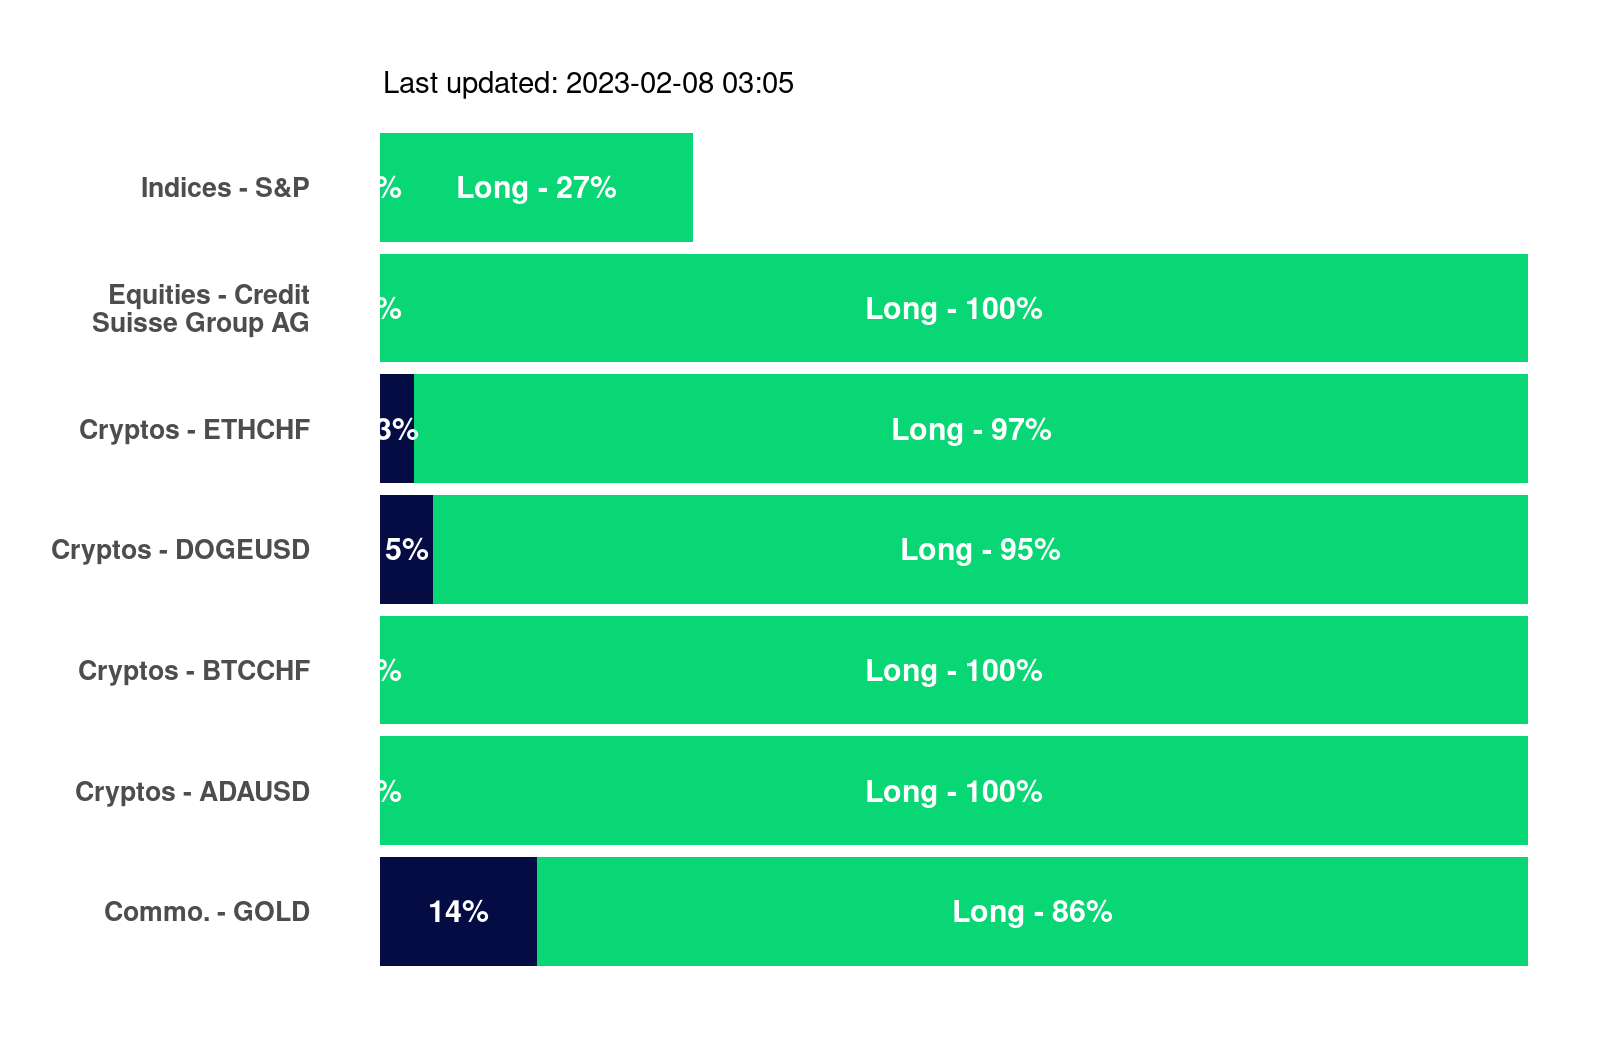 Last updated: 2023-02-08 03:05
Indices - S&P
%
Long - 27%
Equities - Credit
Suisse Group AG
%
Long - 100%
Cryptos - ETHCHF
3%
Long - 97%
Cryptos - DOGEUSD
5%
Long - 95%
Cryptos - BTCCHF
%
Long - 100%
Cryptos - ADAUSD
%
Long - 100%
Commo. - GOLD
14%
Long - 86%